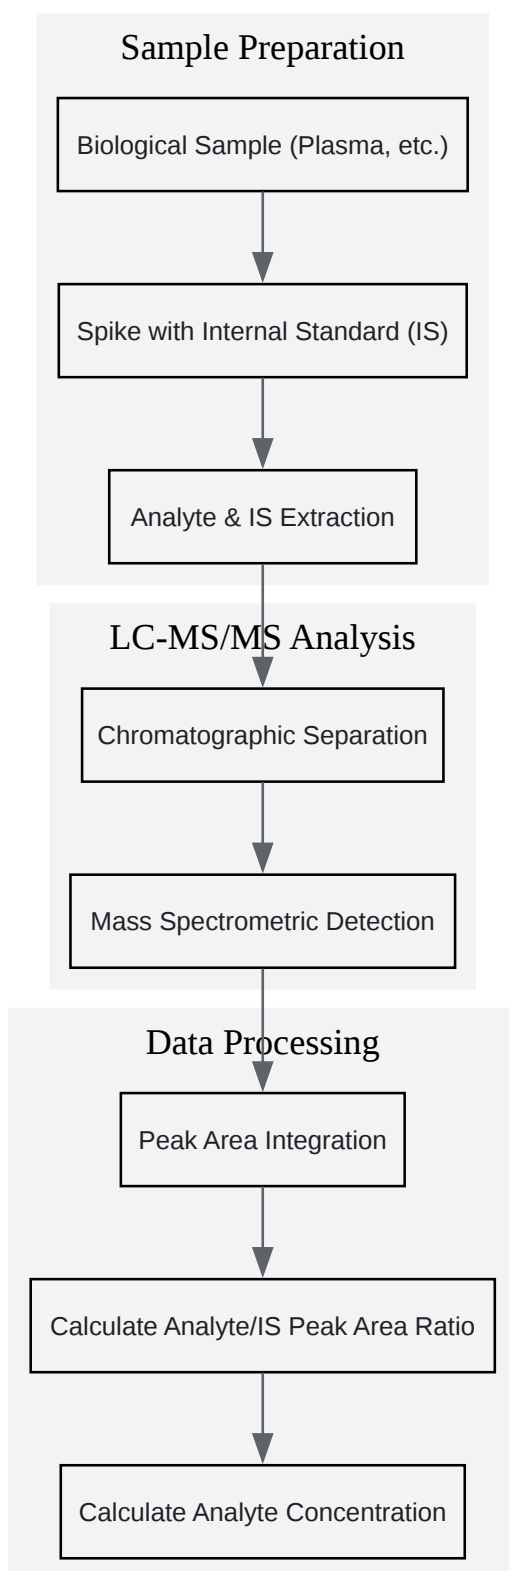 Sample Preparation
Biological Sample (Plasma, etc.)
Spike with Internal Standard (IS)
Analyte & IS Extraction
LC-MS/MS Analysis
Chromatographic Separation
Mass Spectrometric Detection
Data Processing
Peak Area Integration
Calculate Analyte/IS Peak Area Ratio
Calculate Analyte Concentration